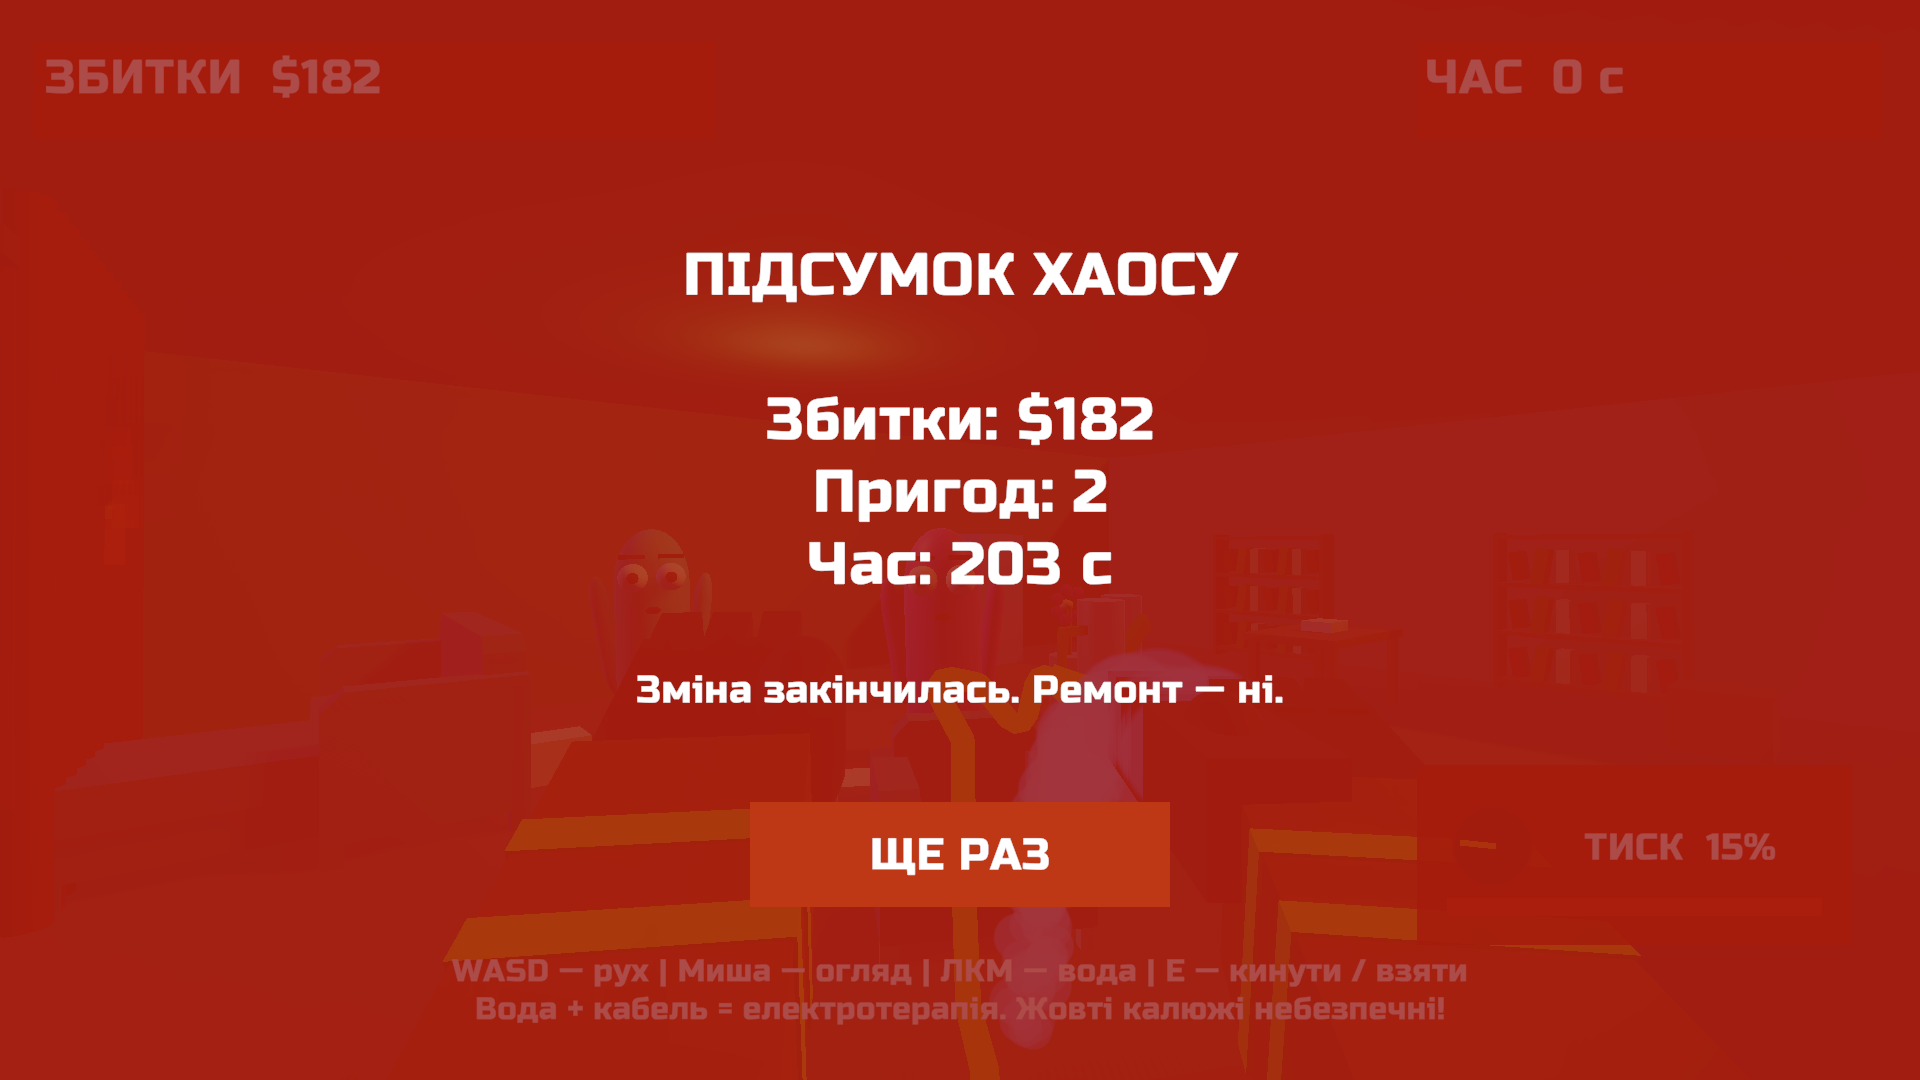 ЗБИТКИ $182
ЧАС 0 с
ПІДСУМОК ХАОСУ
Збитки: $182
Пригод: 2
Час: 203 с
Зміна закінчилась. Ремонт — ні.
ЩЕ РАЗ
ТИСК 15%
WASD — рух | Миша — огляд | ЛКМ — вода | E — кинути / взяти
Вода + кабель = електротерапія. Жовті калюжі небезпечні!